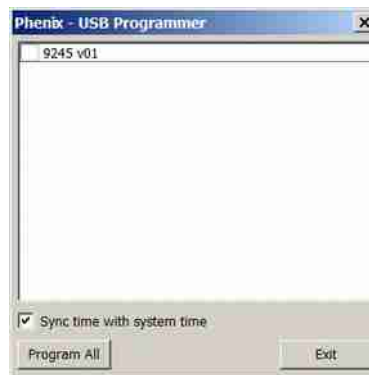 Phenix - USB Programmer
9245 v01
Sync time with system time
Program All
Exit